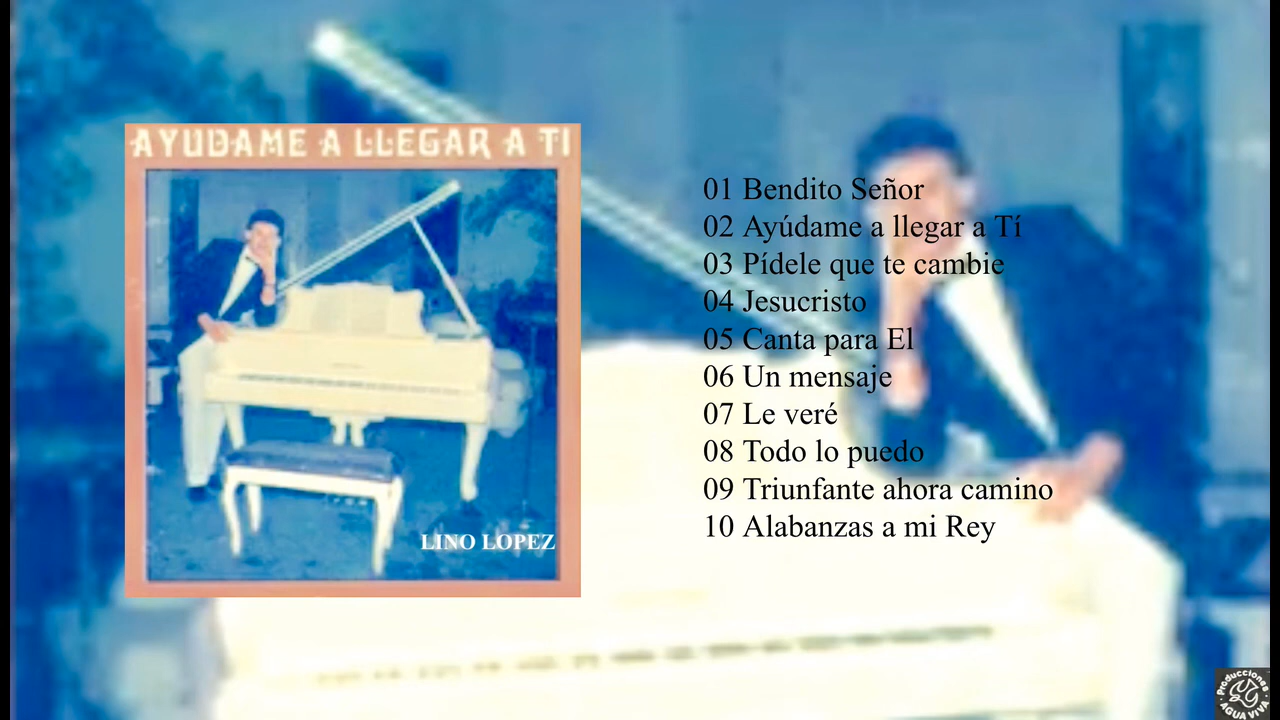 AYUDAME A LLEGAR A TI
LINO LOPEZ
01 Bendito Señor
02 Ayúdame a llegar a Tí
03 Pídele que te cambie
04 Jesucristo
05 Canta para El
06 Un mensaje
07 Le veré
08 Todo lo puedo
09 Triunfante ahora camino
10 Alabanzas a mi Rey
Producciones
AGUA VIVA